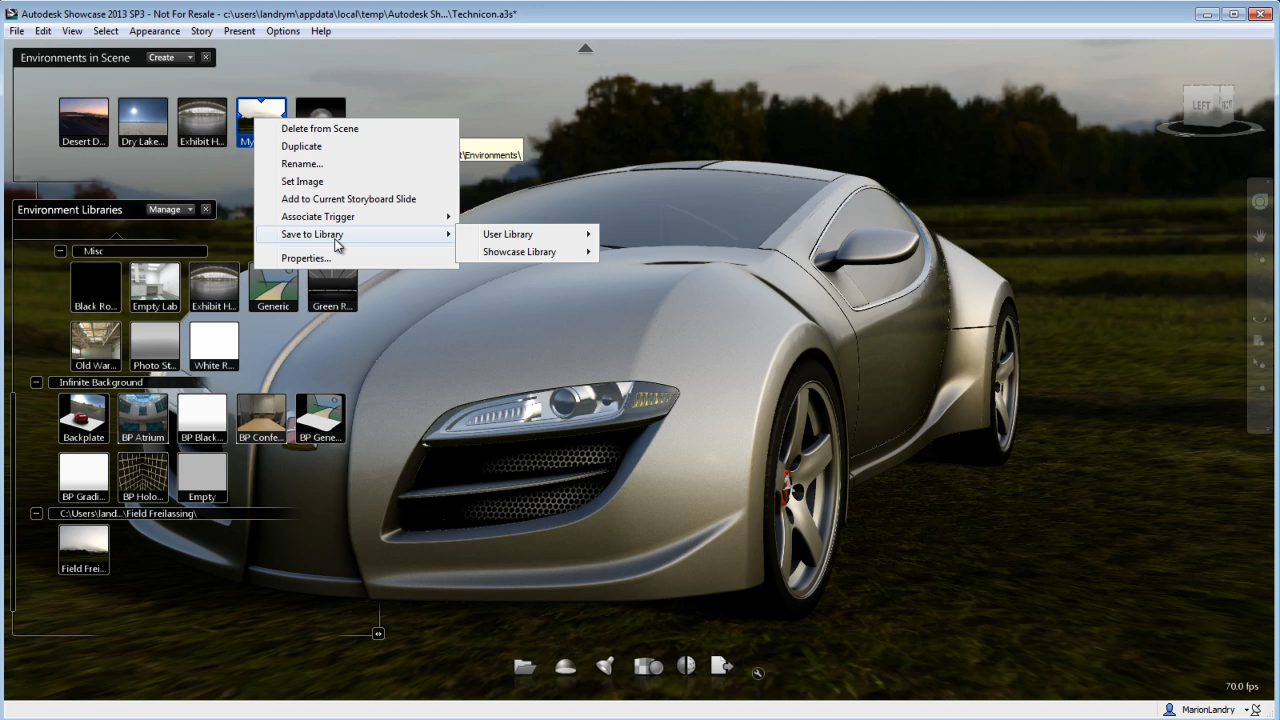 Autodesk Showcase 2013 SP3 - Not For Resale - c:\users\landrym\appdata\local\temp\Autodesk Sh...\Technicon.a3s*
File Edit View Select Appearance Story Present Options Help
Environments in Scene Create
Desert D... Dry Lake... Exhibit H... My
LEFT
Delete from Scene
Duplicate
t\Environments\
Rename...
Set Image
Add to Current Storyboard Slide
Associate Trigger
Save to Library
User Library
Showcase Library
Properties...
Environment Libraries Manage
Misc
Black Ro... Empty Lab Exhibit H... Generic Green R...
Old War... Photo St... White R...
Infinite Background
Backplate BP Atrium BP Black... BP Confe... BP Gene...
BP Gradi... BP Holo... Empty
C:\Users\land...\Field Freilassing\
Field Frei...
70.0 fps
MarionLandry